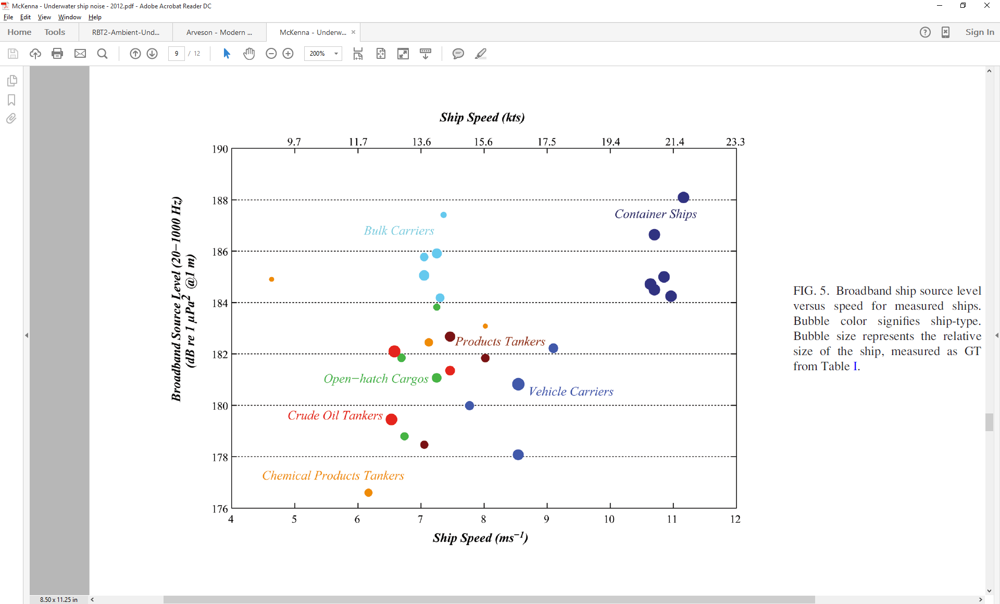 McKenna - Underwater ship noise - 2012.pdf - Adobe Acrobat Reader DC
File Edit View Window Help
Home Tools RBT2-Ambient-Und... Arveson - Modern ... McKenna - Underw... × Sign In
9 / 12 200%
Ship Speed (kts)
9.7 11.7 13.6 15.6 17.5 19.4 21.4 23.3
190
188
186
184
182
180
178
176
Broadband Source Level (20−1000 Hz)
(dB re 1 µPa² @1 m)
Container Ships
Bulk Carriers
Products Tankers
Open−hatch Cargos
Vehicle Carriers
Crude Oil Tankers
Chemical Products Tankers
4 5 6 7 8 9 10 11 12
Ship Speed (ms⁻¹)
FIG. 5. Broadband ship source level
versus speed for measured ships.
Bubble color signifies ship-type.
Bubble size represents the relative
size of the ship, measured as GT
from Table I.
8.50 x 11.25 in